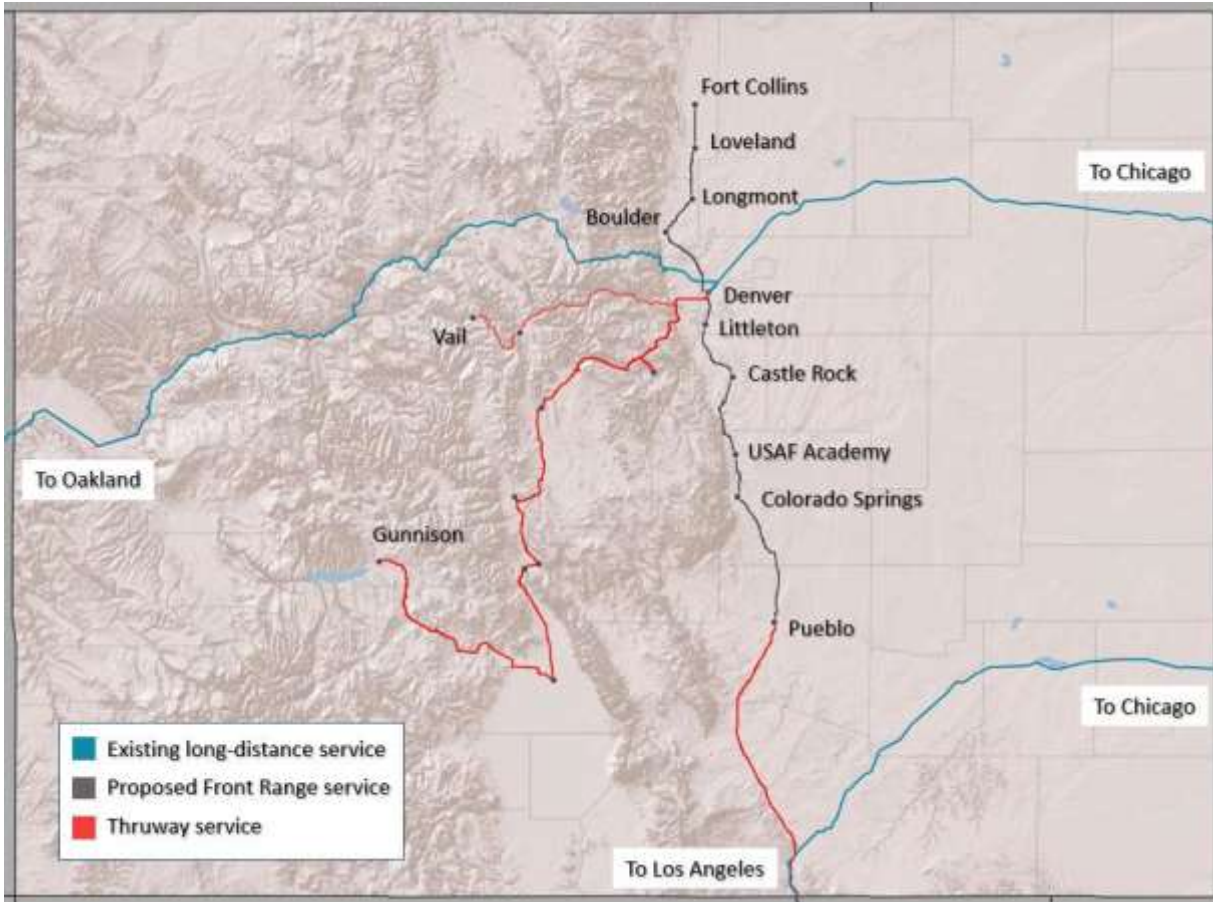 Fort Collins
Loveland
To Chicago
Longmont
Boulder
Denver
Littleton
Vail
Castle Rock
USAF Academy
To Oakland
Colorado Springs
Gunnison
Pueblo
To Chicago
Existing long-distance service
Proposed Front Range service
Thruway service
To Los Angeles